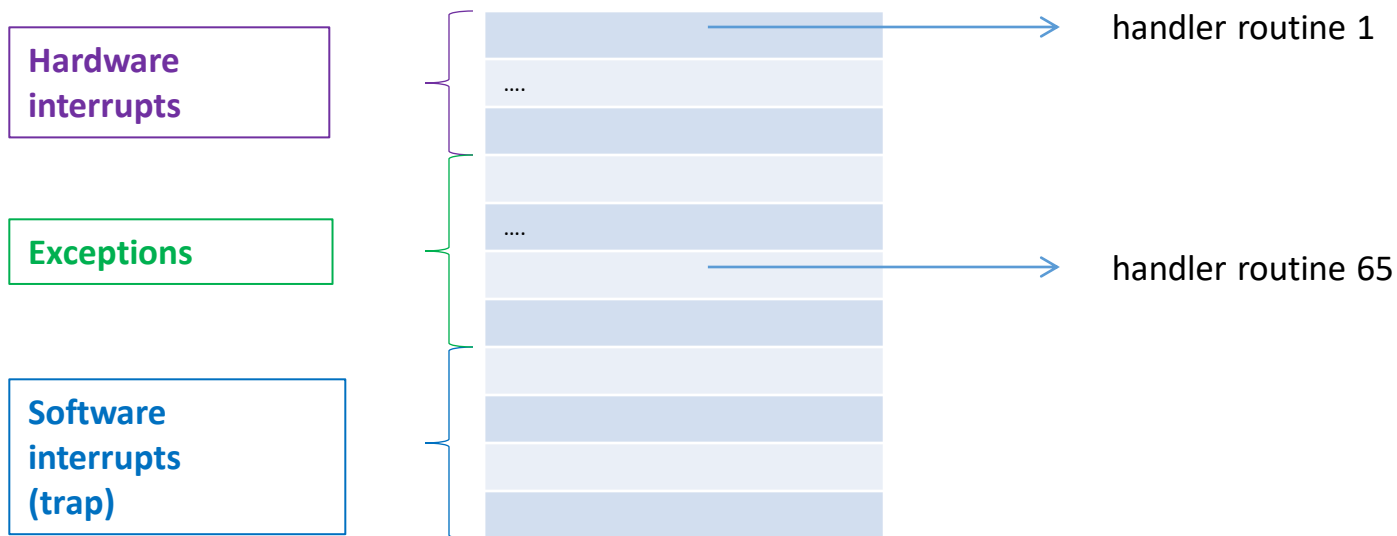 handler routine 1
Hardware
interrupts
....
....
Exceptions
handler routine 65
Software
interrupts
(trap)